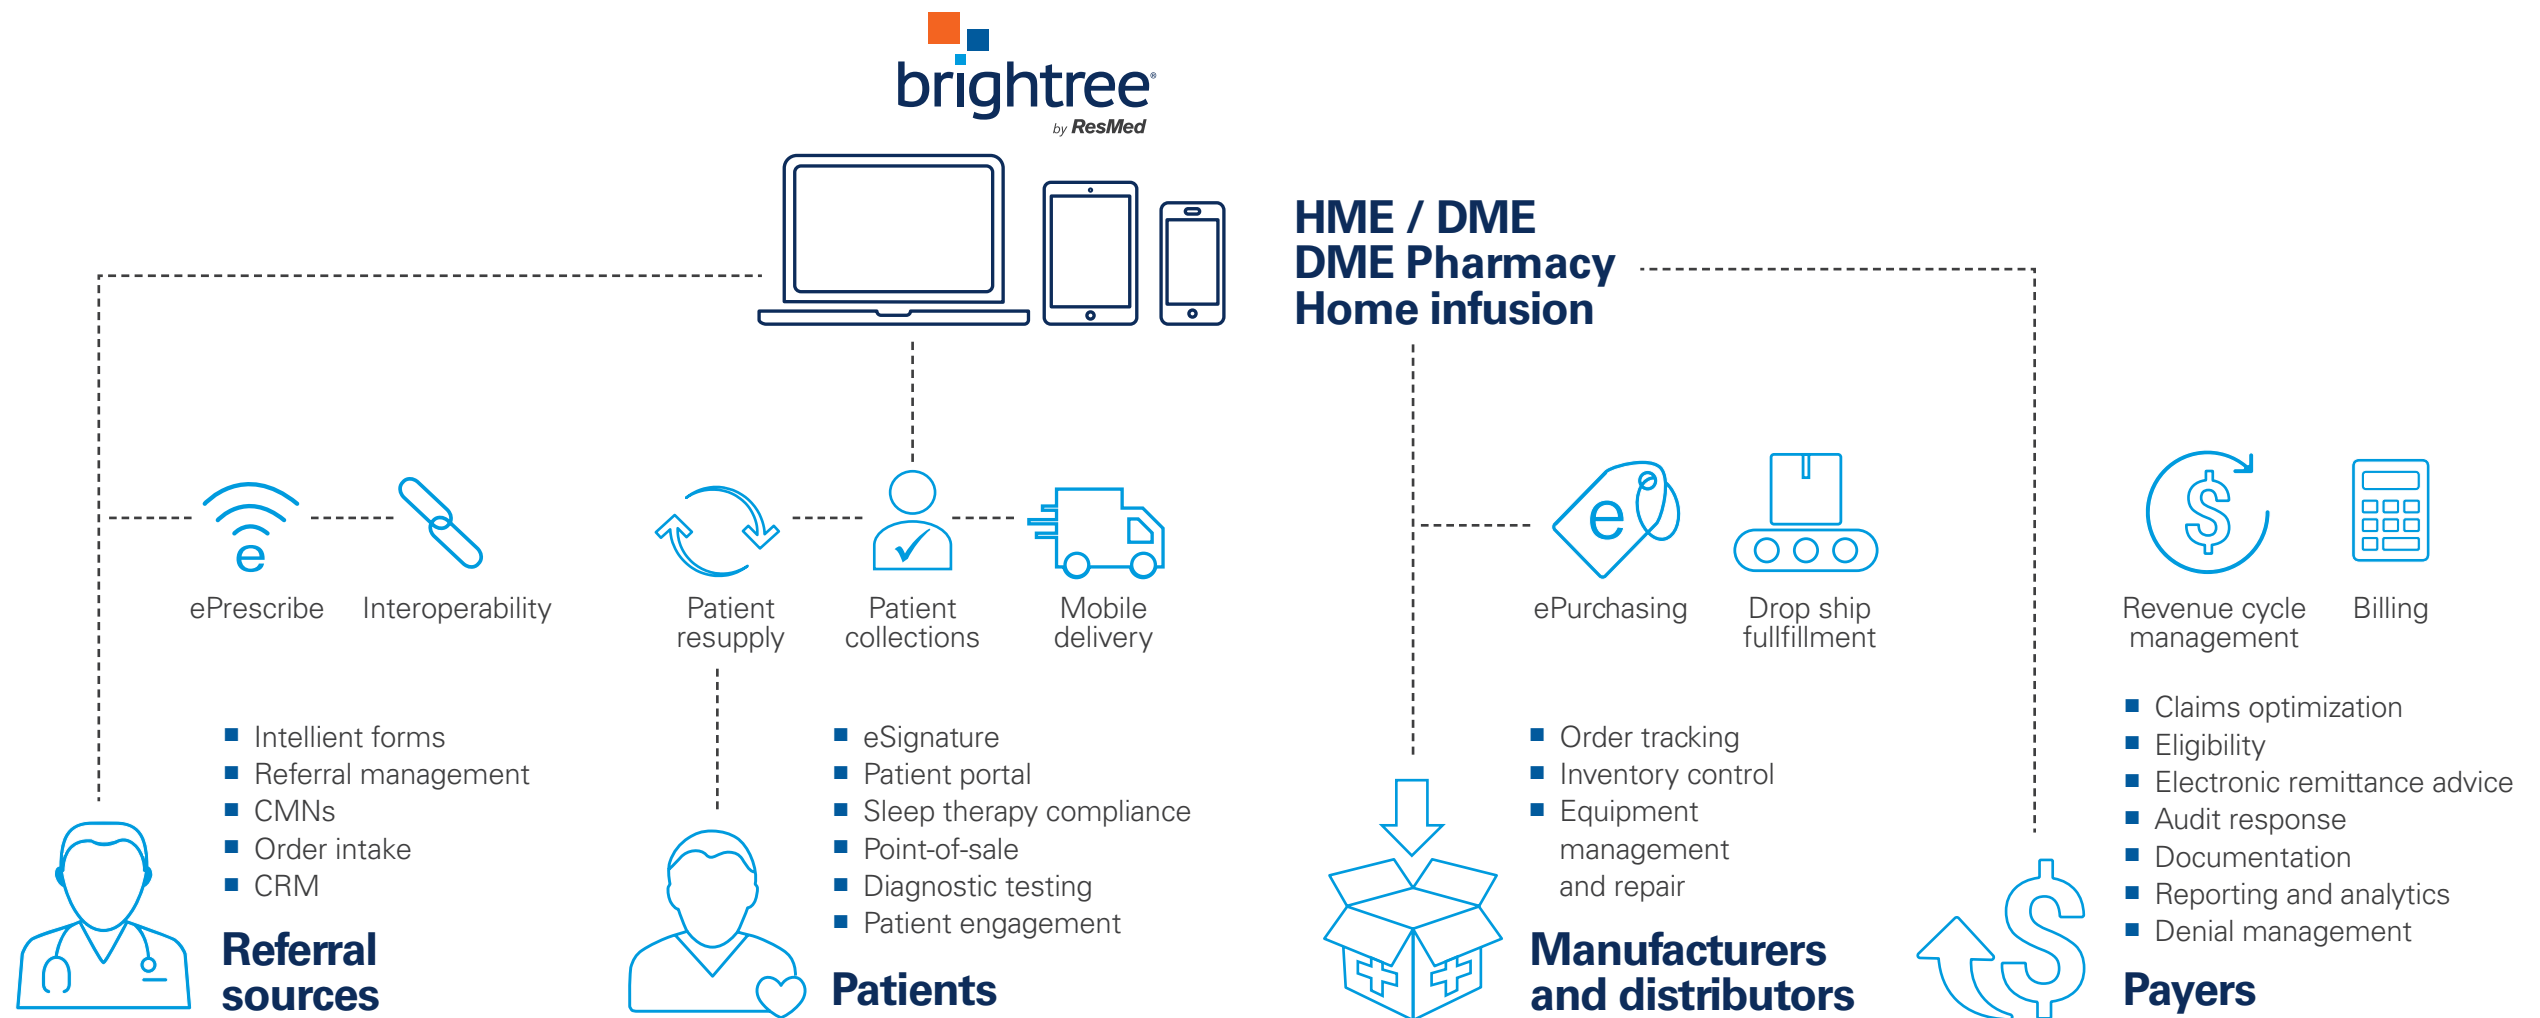 brightree®
by ResMed
HME / DME
DME Pharmacy
Home infusion
e
ePrescribe
Interoperability
Patient
resupply
Patient
collections
Mobile
delivery
e
ePurchasing
Drop ship
fullfillment
$
Revenue cycle
management
Billing
Intellient forms
Referral management
CMNs
Order intake
CRM
Referral
sources
eSignature
Patient portal
Sleep therapy compliance
Point-of-sale
Diagnostic testing
Patient engagement
Patients
Order tracking
Inventory control
Equipment
management
and repair
Manufacturers
and distributors
Claims optimization
Eligibility
Electronic remittance advice
Audit response
Documentation
Reporting and analytics
Denial management
$
Payers